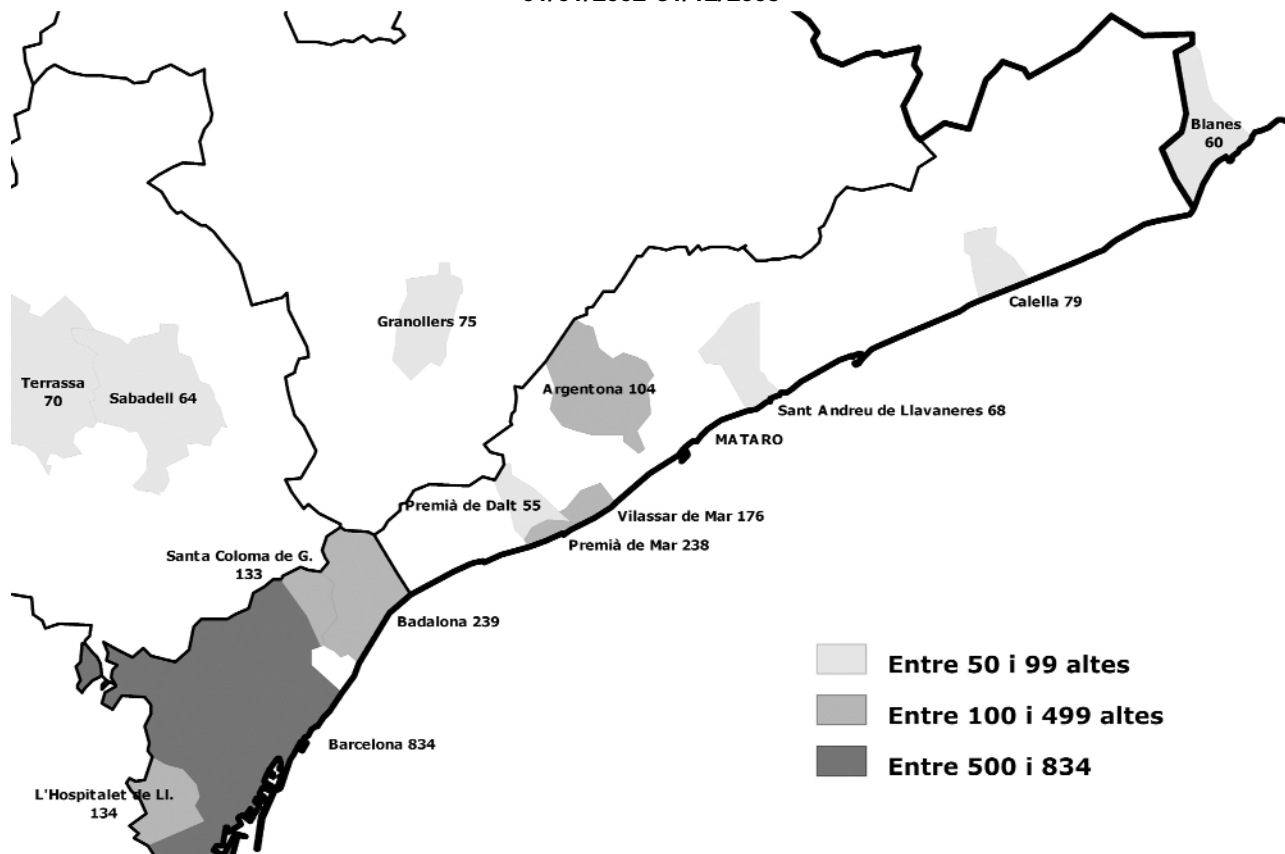 Blanes
60
Calella 79
Granollers 75
Terrassa
70
Sabadell 64
Argentona 104
Sant Andreu de Llavaneres 68
MATARO
Premià de Dalt 55
Vilassar de Mar 176
Premià de Mar 238
Santa Coloma de G.
133
Badalona 239
Entre 50 i 99 altes
Entre 100 i 499 altes
Barcelona 834
Entre 500 i 834
L'Hospitalet de Ll.
134